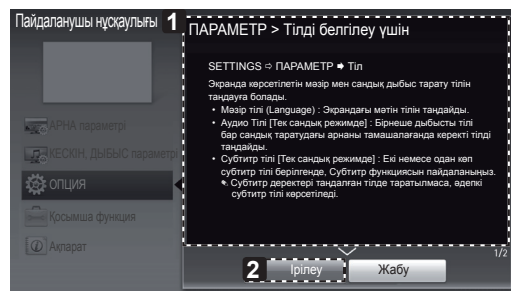 Пайдаланушы нұсқаулығы
1
ПАРАМЕТР > Тілді белгілеу үшін
SETTINGS ⇨ ПАРАМЕТР ➡ Тіл
Экранда көрсетілетін мәзір мен сандық дыбыс тарату тілін
таңдауға болады.
• Мәзір тілі (Language) : Экрандағы мәтін тілін таңдайды.
• Аудио Тілі [Тек сандық режимде] : Бірнеше дыбысты тілі
бар сандық таратудағы арнаны тамашалағанда керекті тілді
таңдайды.
• Субтитр тілі [Тек сандық режимде] : Екі немесе одан көп
субтитр тілі берілгенде, Субтитр функциясын пайдаланыңыз.
Субтитр деректері таңдалған тілде таратылмаса, әдепкі
субтитр тілі көрсетіледі.
АРНА параметрі
КЕСКІН, ДЫБЫС параметрі
ОПЦИЯ
Қосымша функция
Ақпарат
1/2
2
Ірілеу
Жабу